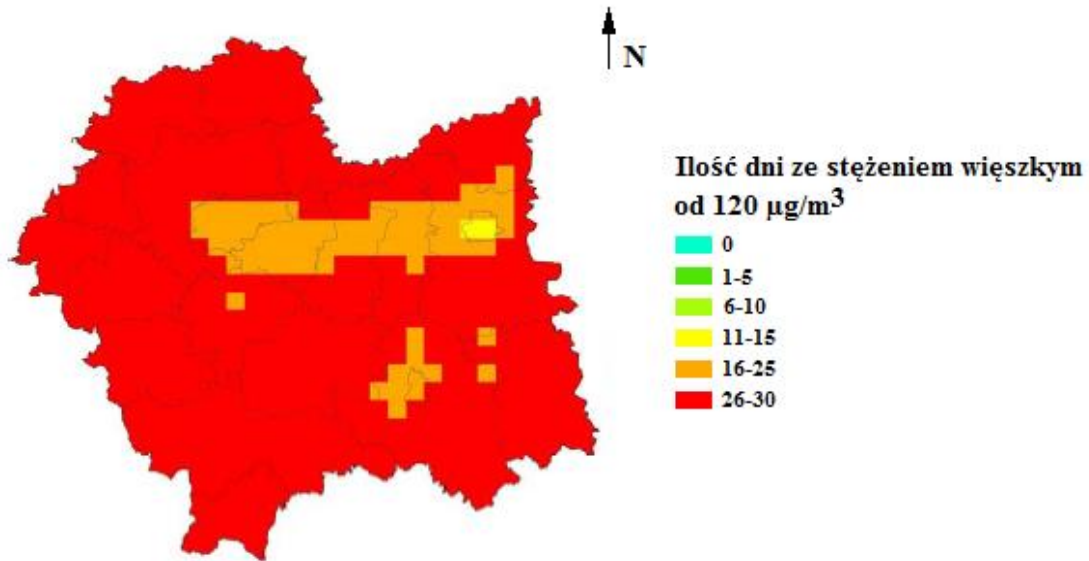 N
Ilość dni ze stężeniem więszkym
od 120 µg/m³
0
1-5
6-10
11-15
16-25
26-30